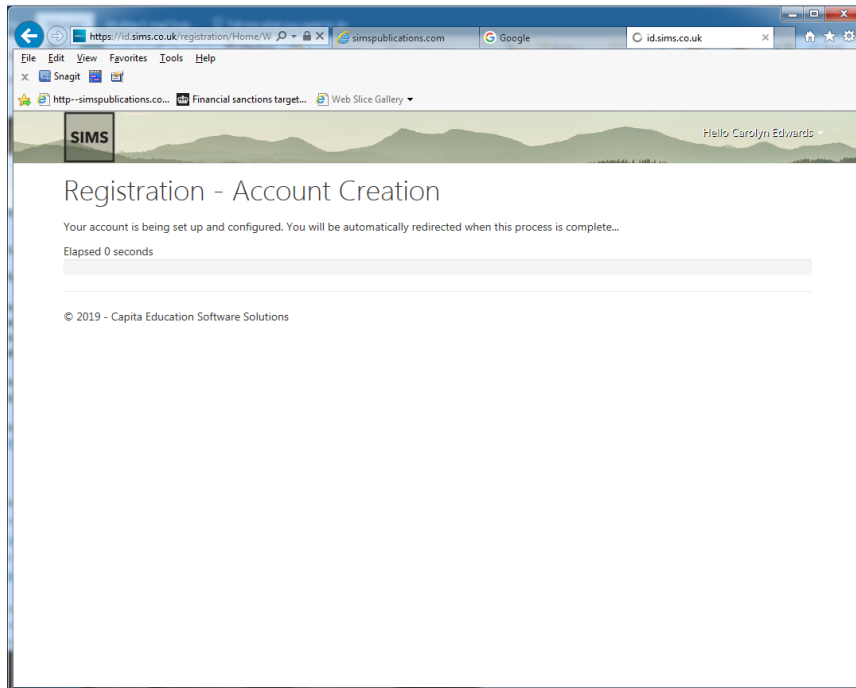 https://id.sims.co.uk/registration/Home/W
simspublications.com
Google
id.sims.co.uk
File Edit View Favorites Tools Help
x Snagit
http--simspublications.co... Financial sanctions target... Web Slice Gallery
SIMS
Hello Carolyn Edwards
Registration - Account Creation
Your account is being set up and configured. You will be automatically redirected when this process is complete...
Elapsed 0 seconds
© 2019 - Capita Education Software Solutions